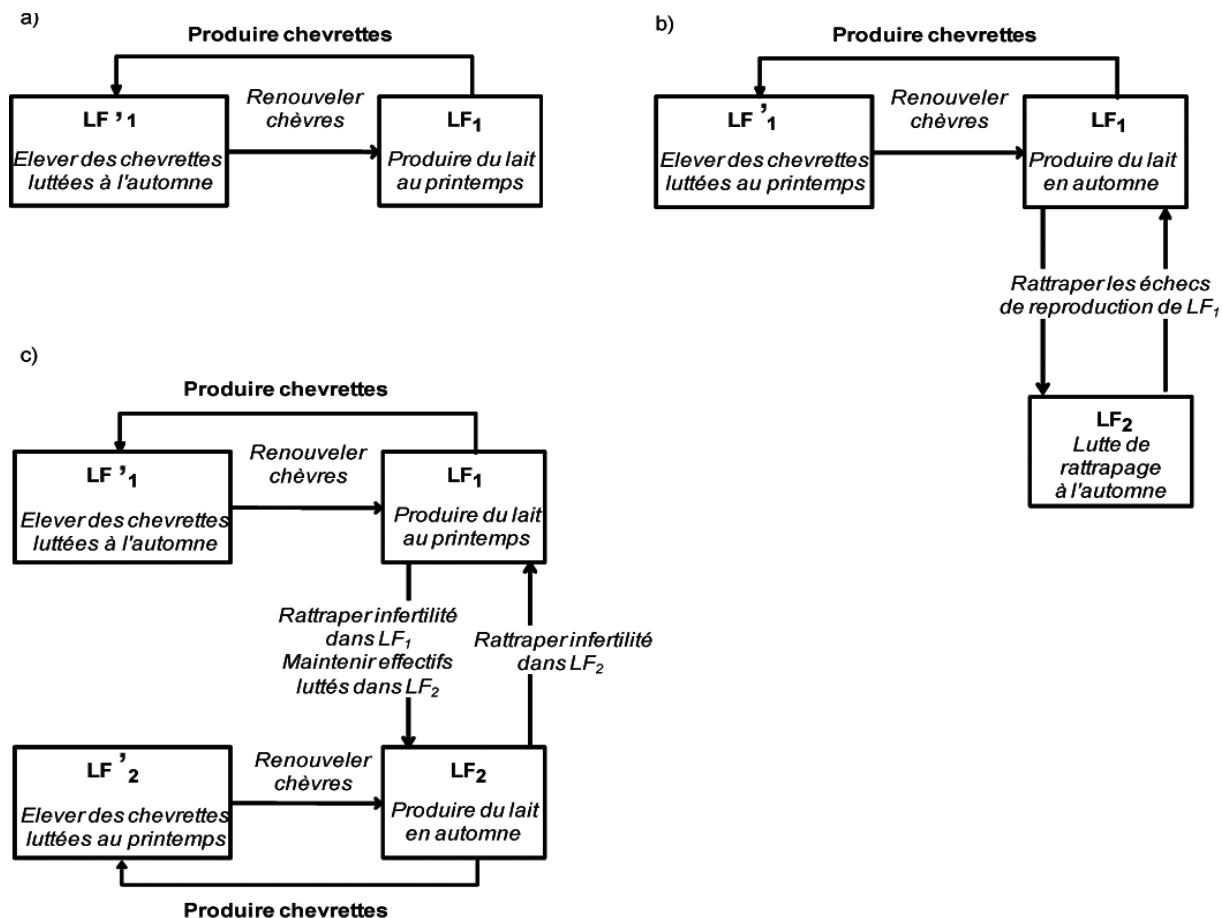 a)
Produire chevrettes
LF'1
Elever des chevrettes
luttées à l'automne
Renouveler
chèvres
LF1
Produire du lait
au printemps
b)
Produire chevrettes
LF'1
Elever des chevrettes
luttées au printemps
Renouveler
chèvres
LF1
Produire du lait
en automne
Rattraper les échecs
de reproduction de LF1
LF2
Lutte de
rattrapage
à l'automne
c)
Produire chevrettes
LF'1
Elever des chevrettes
luttées à l'automne
Renouveler
chèvres
LF1
Produire du lait
au printemps
Rattraper infertilité
dans LF1
Maintenir effectifs
luttés dans LF2
Rattraper infertilité
dans LF2
LF'2
Elever des chevrettes
luttées au printemps
Renouveler
chèvres
LF2
Produire du lait
en automne
Produire chevrettes